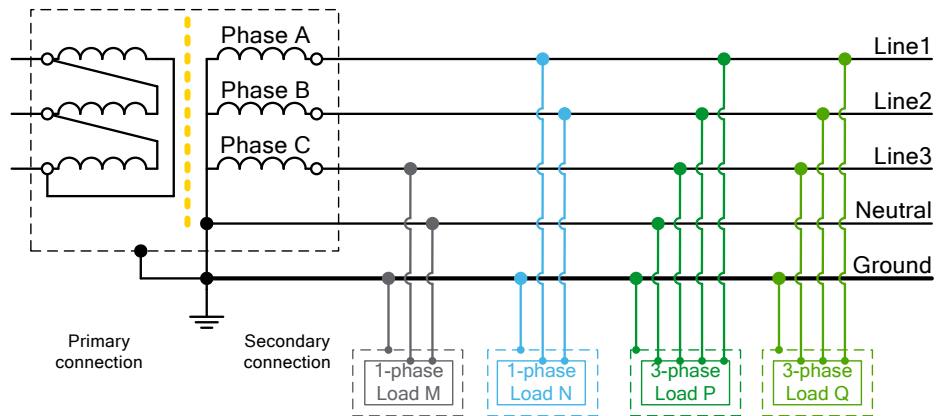 Phase A
Line1
Phase B
Line2
Phase C
Line3
Neutral
Ground
Primary
connection
Secondary
connection
1-phase
Load M
1-phase
Load N
3-phase
Load P
3-phase
Load Q